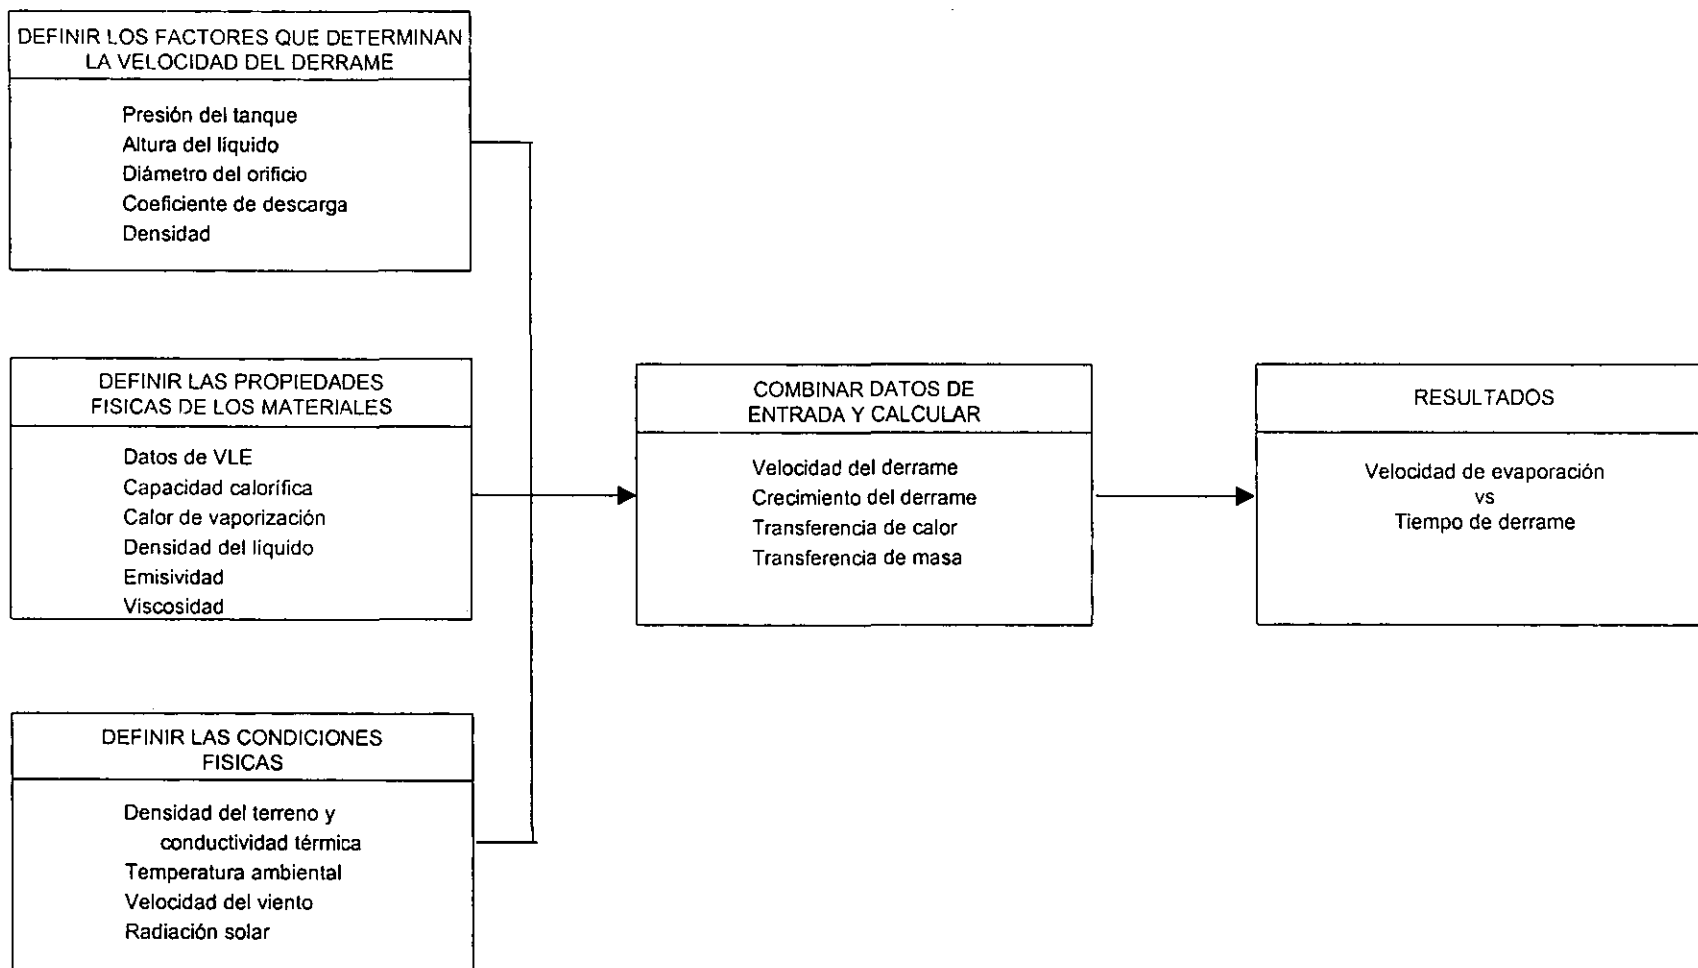 DEFINIR LOS FACTORES QUE DETERMINAN
LA VELOCIDAD DEL DERRAME
Presión del tanque
Altura del líquido
Diámetro del orificio
Coeficiente de descarga
Densidad
DEFINIR LAS PROPIEDADES
FISICAS DE LOS MATERIALES
Datos de VLE
Capacidad calorífica
Calor de vaporización
Densidad del líquido
Emisividad
Viscosidad
DEFINIR LAS CONDICIONES
FISICAS
Densidad del terreno y
conductividad térmica
Temperatura ambiental
Velocidad del viento
Radiación solar
COMBINAR DATOS DE
ENTRADA Y CALCULAR
Velocidad del derrame
Crecimiento del derrame
Transferencia de calor
Transferencia de masa
RESULTADOS
Velocidad de evaporación
vs
Tiempo de derrame